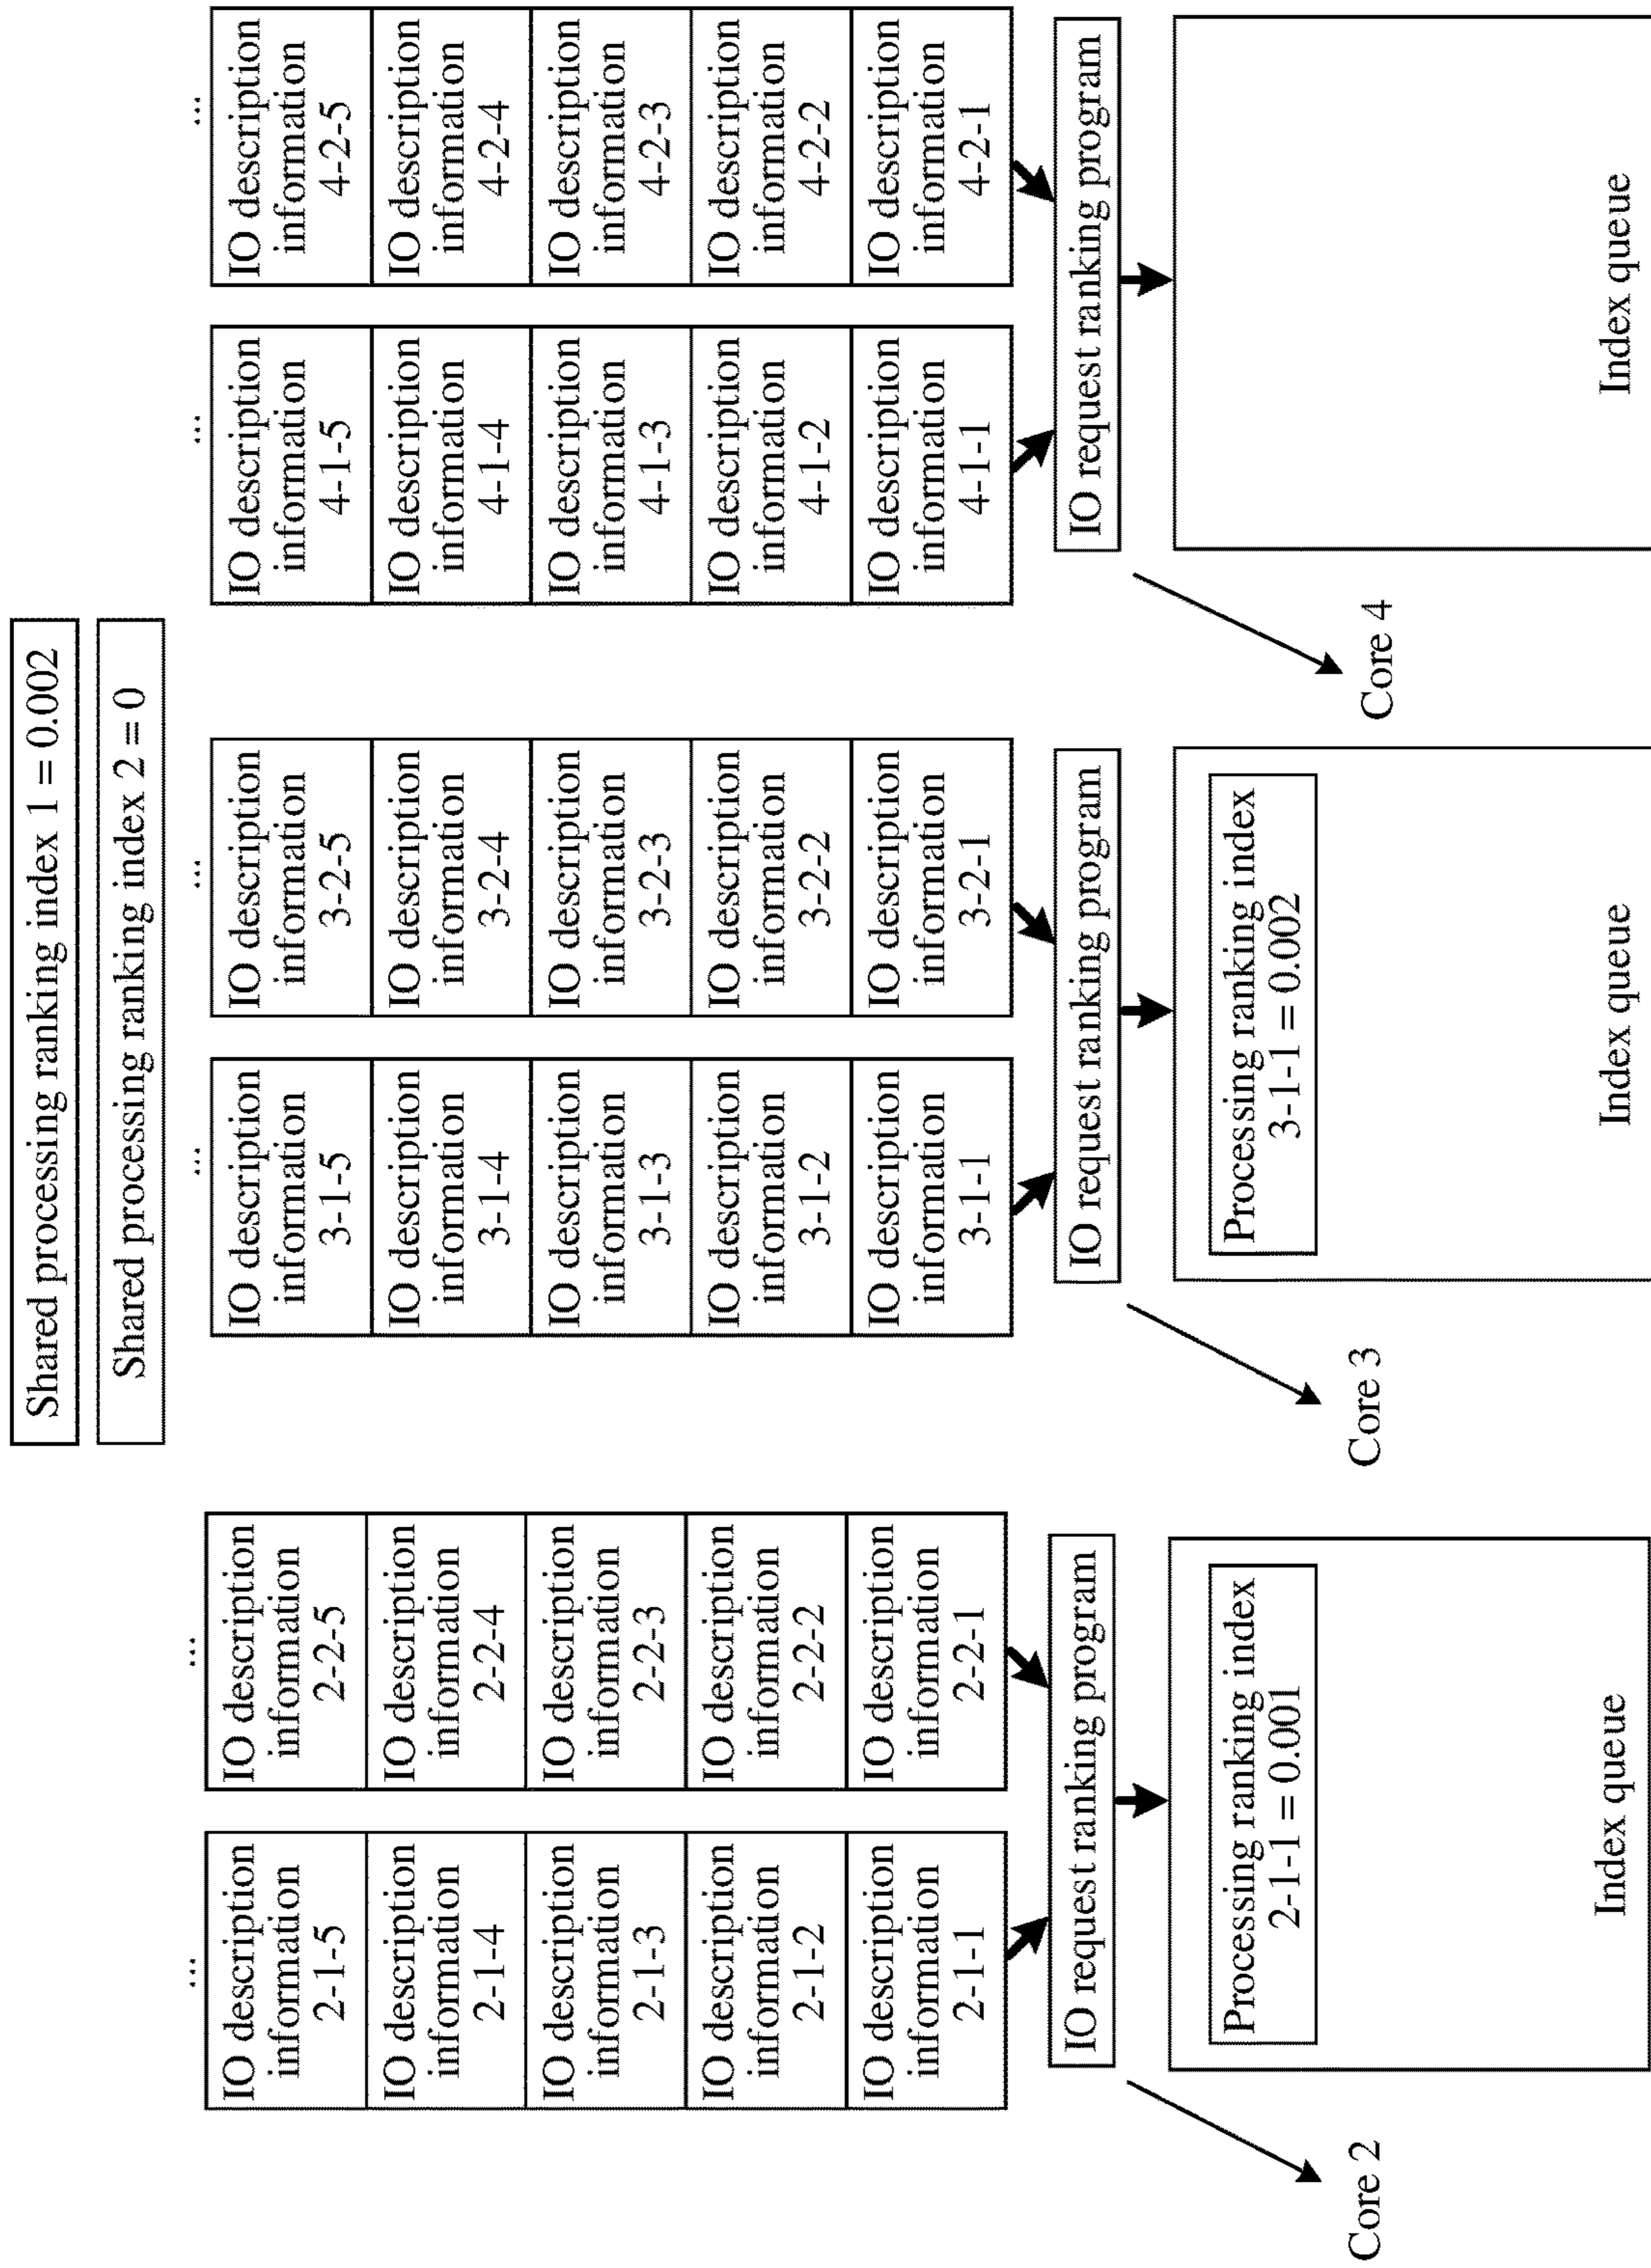 Shared processing ranking index 1 = 0.002
Shared processing ranking index 2 = 0
...
IO description
information
2-1-5
IO description
information
2-1-4
IO description
information
2-1-3
IO description
information
2-1-2
IO description
information
2-1-1
...
IO description
information
2-2-5
IO description
information
2-2-4
IO description
information
2-2-3
IO description
information
2-2-2
IO description
information
2-2-1
IO request ranking program
Core 2
Processing ranking index
2-1-1 = 0.001
Index queue
...
IO description
information
3-1-5
IO description
information
3-1-4
IO description
information
3-1-3
IO description
information
3-1-2
IO description
information
3-1-1
...
IO description
information
3-2-5
IO description
information
3-2-4
IO description
information
3-2-3
IO description
information
3-2-2
IO description
information
3-2-1
IO request ranking program
Core 3
Processing ranking index
3-1-1 = 0.002
Index queue
...
IO description
information
4-1-5
IO description
information
4-1-4
IO description
information
4-1-3
IO description
information
4-1-2
IO description
information
4-1-1
...
IO description
information
4-2-5
IO description
information
4-2-4
IO description
information
4-2-3
IO description
information
4-2-2
IO description
information
4-2-1
IO request ranking program
Core 4
Index queue